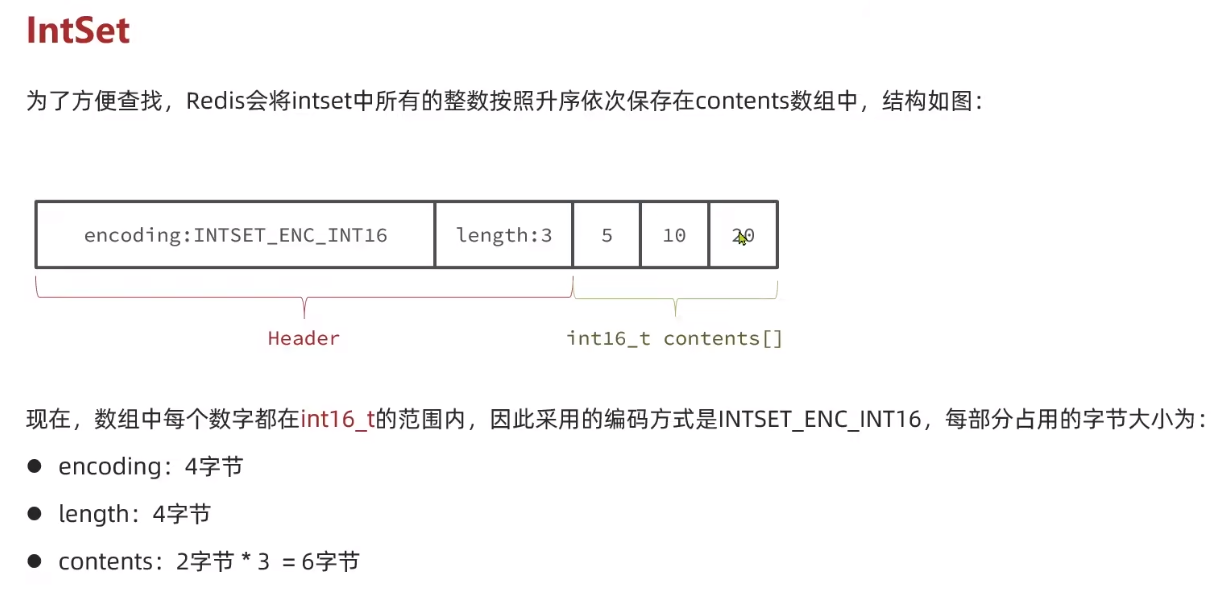 IntSet
为了方便查找，Redis会将intset中所有的整数按照升序依次保存在contents数组中，结构如图：
encoding:INTSET_ENC_INT16 length:3 5 10 20
Header int16_t contents[]
现在，数组中每个数字都在int16_t的范围内，因此采用的编码方式是INTSET_ENC_INT16，每部分占用的字节大小为：
● encoding：4字节
● length：4字节
● contents：2字节 * 3 = 6字节